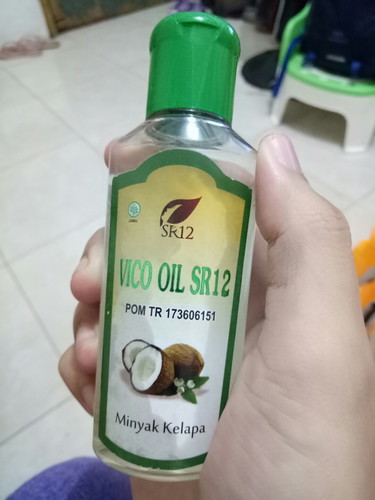 SR12
VICO OIL SR12
POM TR 173606151
Minyak Kelapa